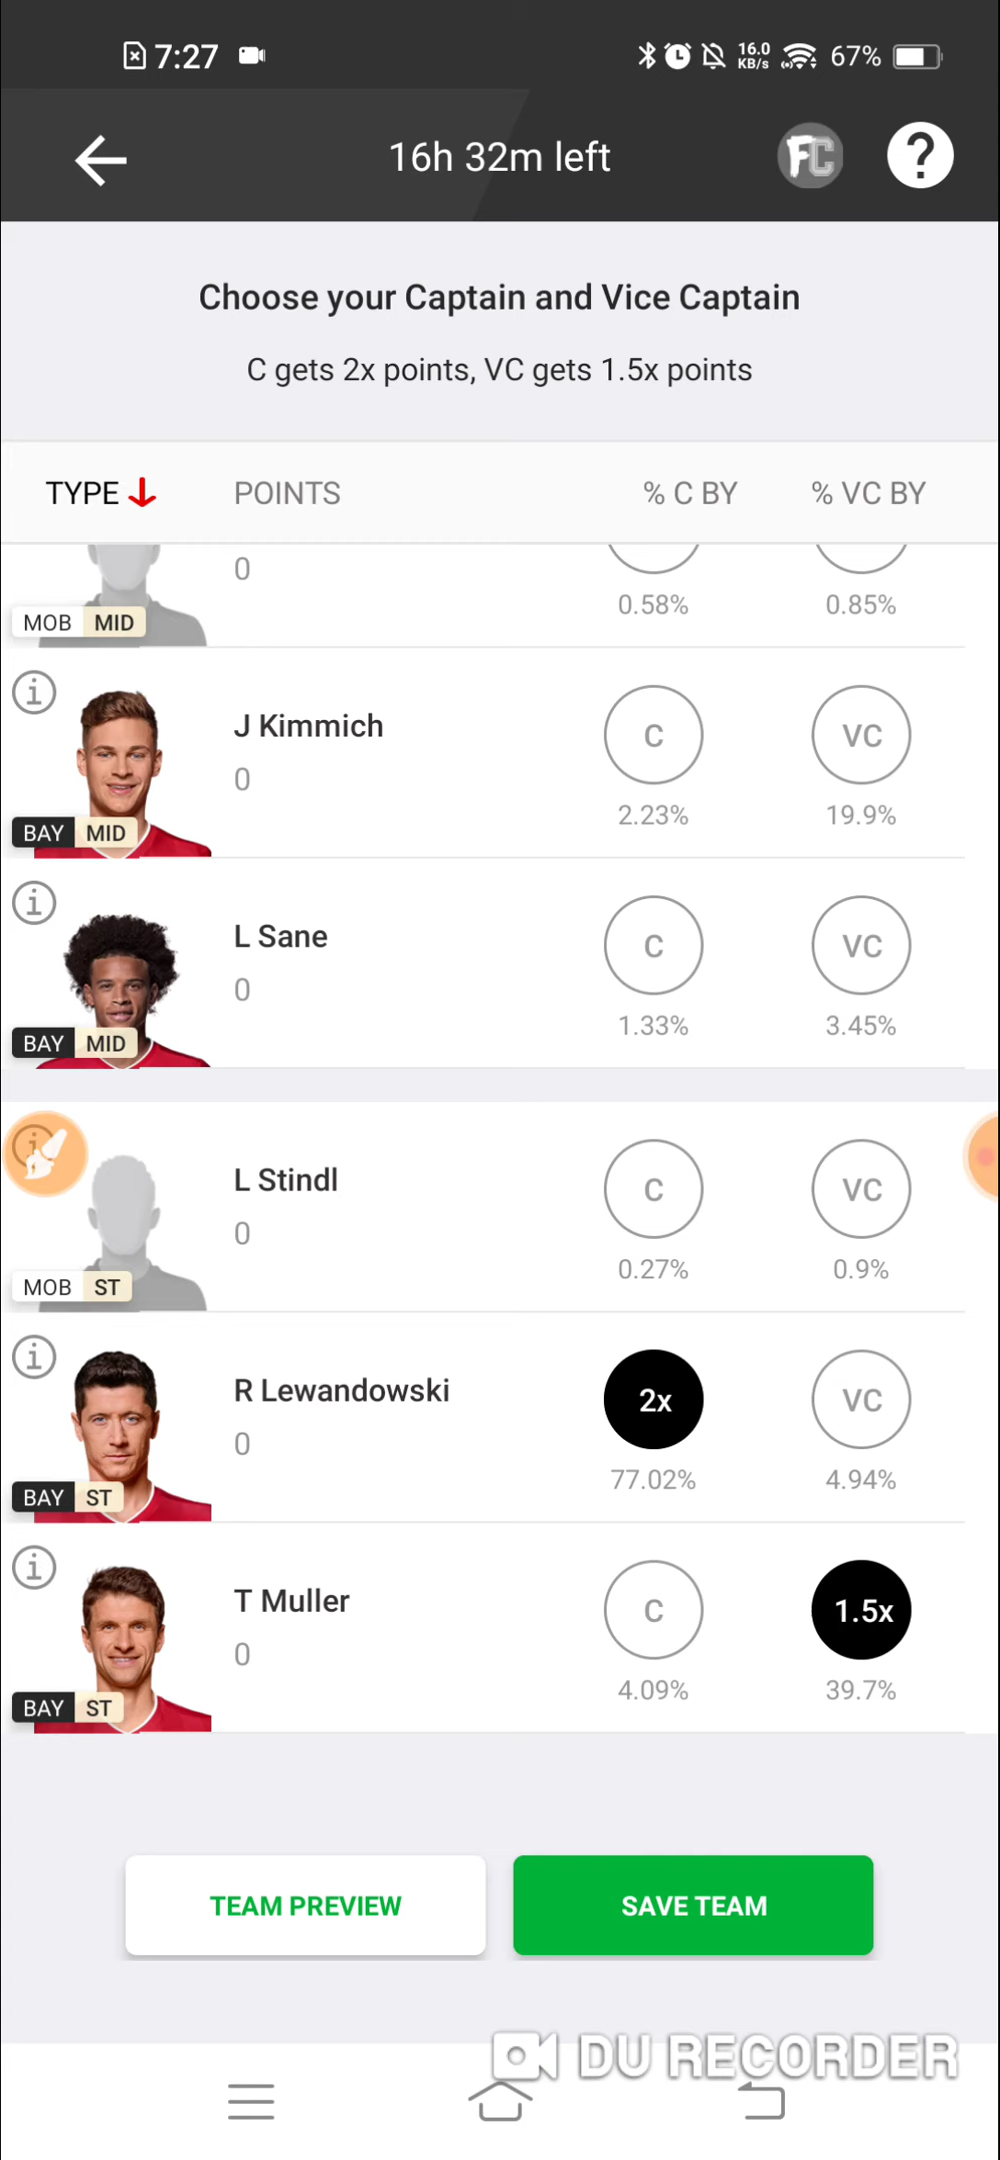 7:27
16.0
KB/s
67%
16h 32m left
FC
?
Choose your Captain and Vice Captain
C gets 2x points, VC gets 1.5x points
TYPE
POINTS
% C BY
% VC BY
0
0.58%
0.85%
MOB MID
J Kimmich
0
C
VC
2.23%
19.9%
BAY MID
L Sane
0
C
VC
1.33%
3.45%
BAY MID
L Stindl
0
C
VC
0.27%
0.9%
MOB ST
R Lewandowski
0
2x
VC
77.02%
4.94%
BAY ST
T Muller
0
C
1.5x
4.09%
39.7%
BAY ST
TEAM PREVIEW
SAVE TEAM
DU RECORDER